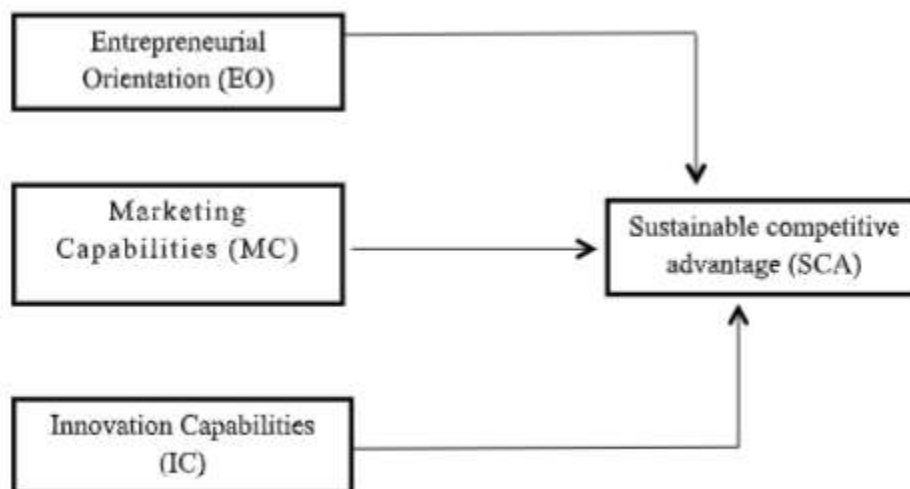 Entrepreneurial
Orientation (EO)
Marketing
Capabilities (MC)
Sustainable competitive
advantage (SCA)
Innovation Capabilities
(IC)